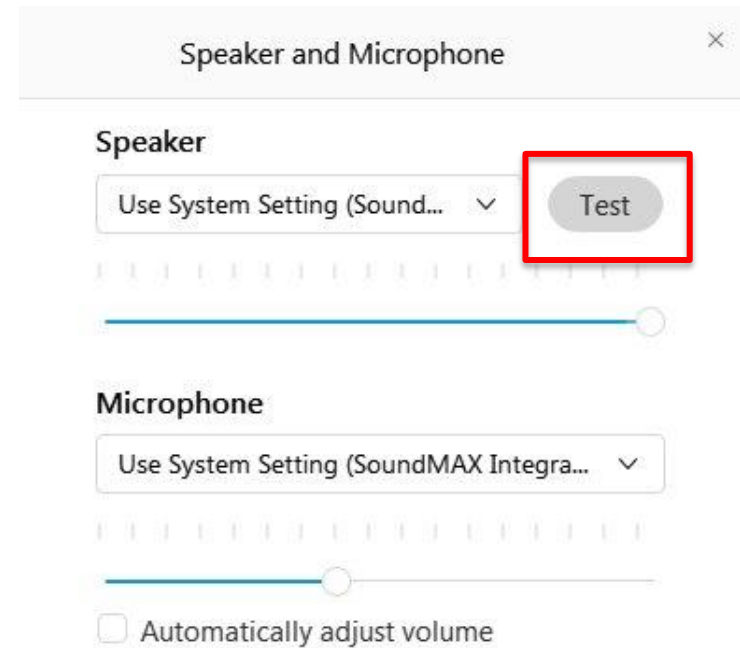 Speaker and Microphone
Speaker
Use System Setting (Sound...
Test
Microphone
Use System Setting (SoundMAX Integra...
Automatically adjust volume